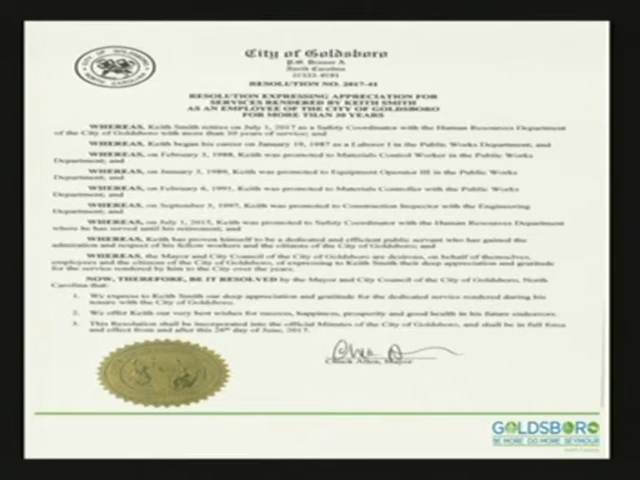 City of Goldsboro
P.O. Drawer A
North Carolina
27533-9701
RESOLUTION NO. 2017-41
RESOLUTION EXPRESSING APPRECIATION FOR
SERVICES RENDERED BY KEITH SMITH
AS AN EMPLOYEE OF THE CITY OF GOLDSBORO
FOR MORE THAN 30 YEARS
WHEREAS, Keith Smith retires on July 1, 2017 as a Safety Coordinator with the Human Resources Department
of the City of Goldsboro with more than 30 years of service; and
WHEREAS, Keith began his career on January 19, 1987 as a Laborer I in the Public Works Department; and
WHEREAS, on February 3, 1988, Keith was promoted to Materials Control Worker in the Public Works
Department; and
WHEREAS, on January 3, 1989, Keith was promoted to Equipment Operator III in the Public Works
Department; and
WHEREAS, on February 6, 1991, Keith was promoted to Materials Controller with the Public Works
Department; and
WHEREAS, on September 3, 1997, Keith was promoted to Construction Inspector with the Engineering
Department; and
WHEREAS, on July 1, 2015, Keith was promoted to Safety Coordinator with the Human Resources Department
where he has served until his retirement; and
WHEREAS, Keith has proven himself to be a dedicated and efficient public servant who has gained the
admiration and respect of his fellow workers and the citizens of the City of Goldsboro; and
WHEREAS, the Mayor and City Council of the City of Goldsboro are desirous, on behalf of themselves,
employees and the citizens of the City of Goldsboro, of expressing to Keith Smith their deep appreciation and gratitude
for the service rendered by him to the City over the years.
NOW, THEREFORE, BE IT RESOLVED by the Mayor and City Council of the City of Goldsboro, North
Carolina that:
1. We express to Keith Smith our deep appreciation and gratitude for the dedicated service rendered during his
tenure with the City of Goldsboro.
2. We offer Keith our very best wishes for success, happiness, prosperity and good health in his future endeavors.
3. This Resolution shall be incorporated into the official Minutes of the City of Goldsboro, and shall be in full force
and effect from and after this 26th day of June, 2017.
Chuck Allen, Mayor
GOLDSBORO
BE MORE DO MORE SEYMOUR